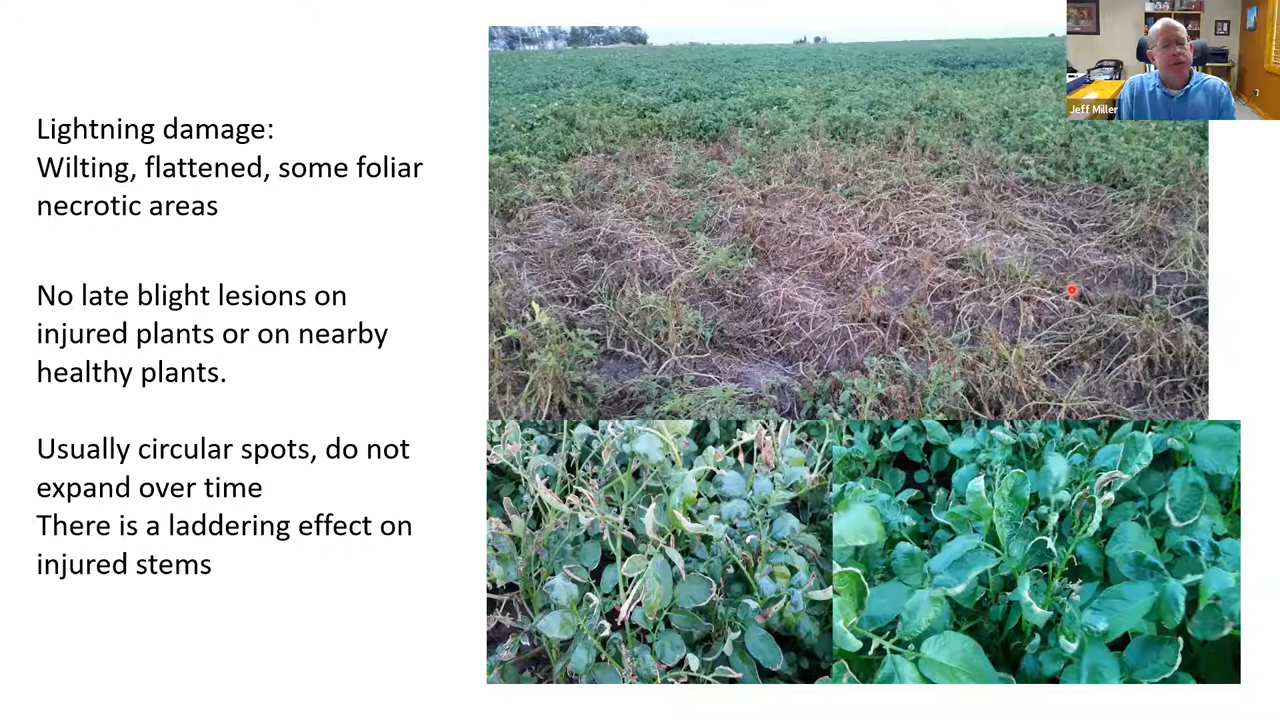 Lightning damage:
Wilting, flattened, some foliar
necrotic areas
No late blight lesions on
injured plants or on nearby
healthy plants.
Usually circular spots, do not
expand over time
There is a laddering effect on
injured stems
Jeff Miller